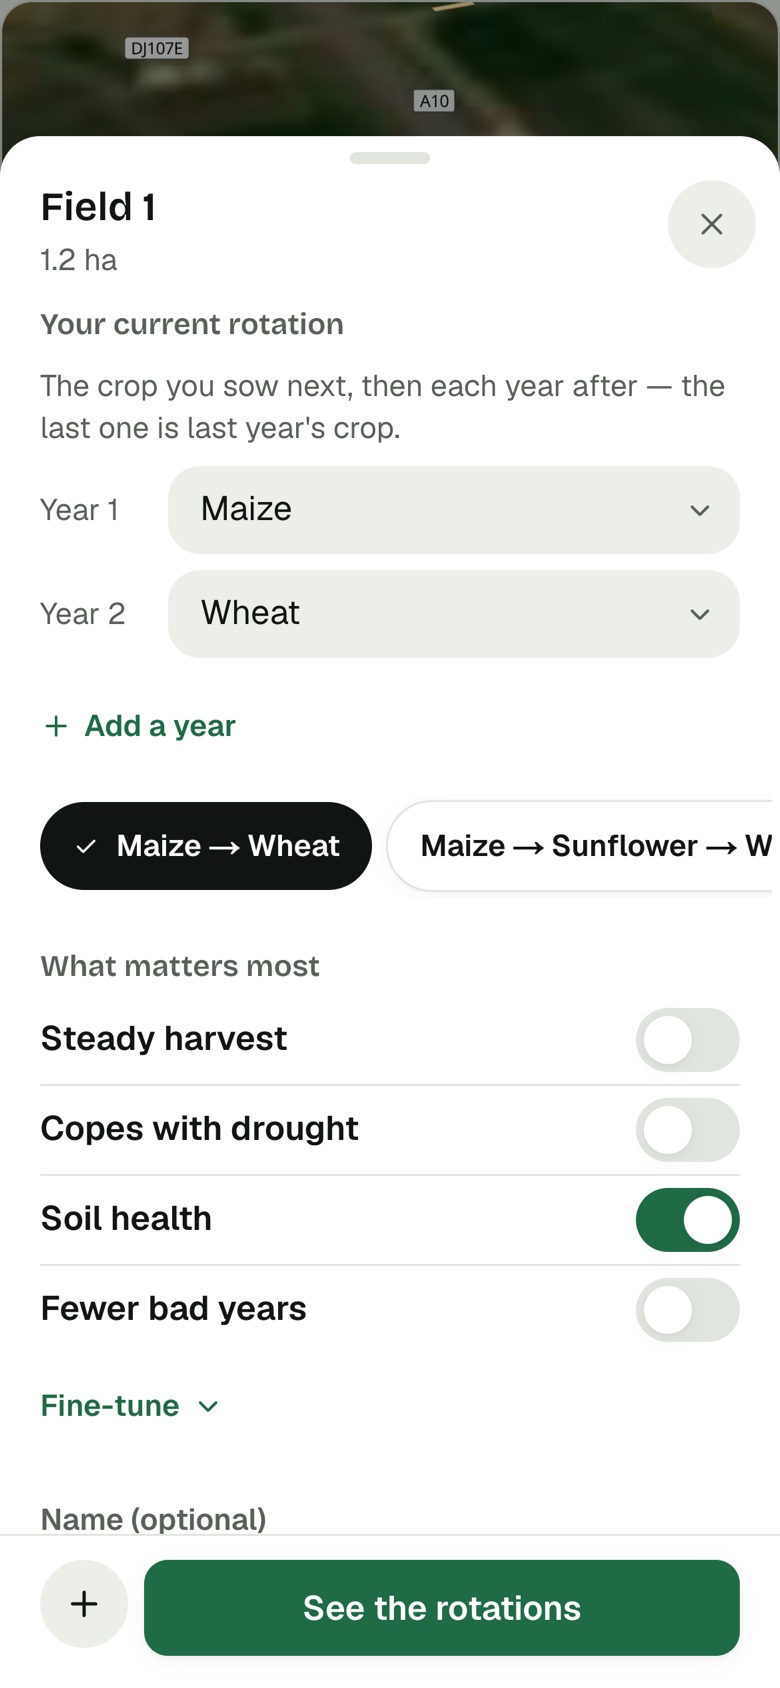 DJ107E
A10
Field 1
1.2 ha
Your current rotation
The crop you sow next, then each year after — the
last one is last year's crop.
Year 1 Maize
Year 2 Wheat
+ Add a year
✓ Maize → Wheat Maize → Sunflower → W
What matters most
Steady harvest
Copes with drought
Soil health
Fewer bad years
Fine-tune
Name (optional)
+ See the rotations